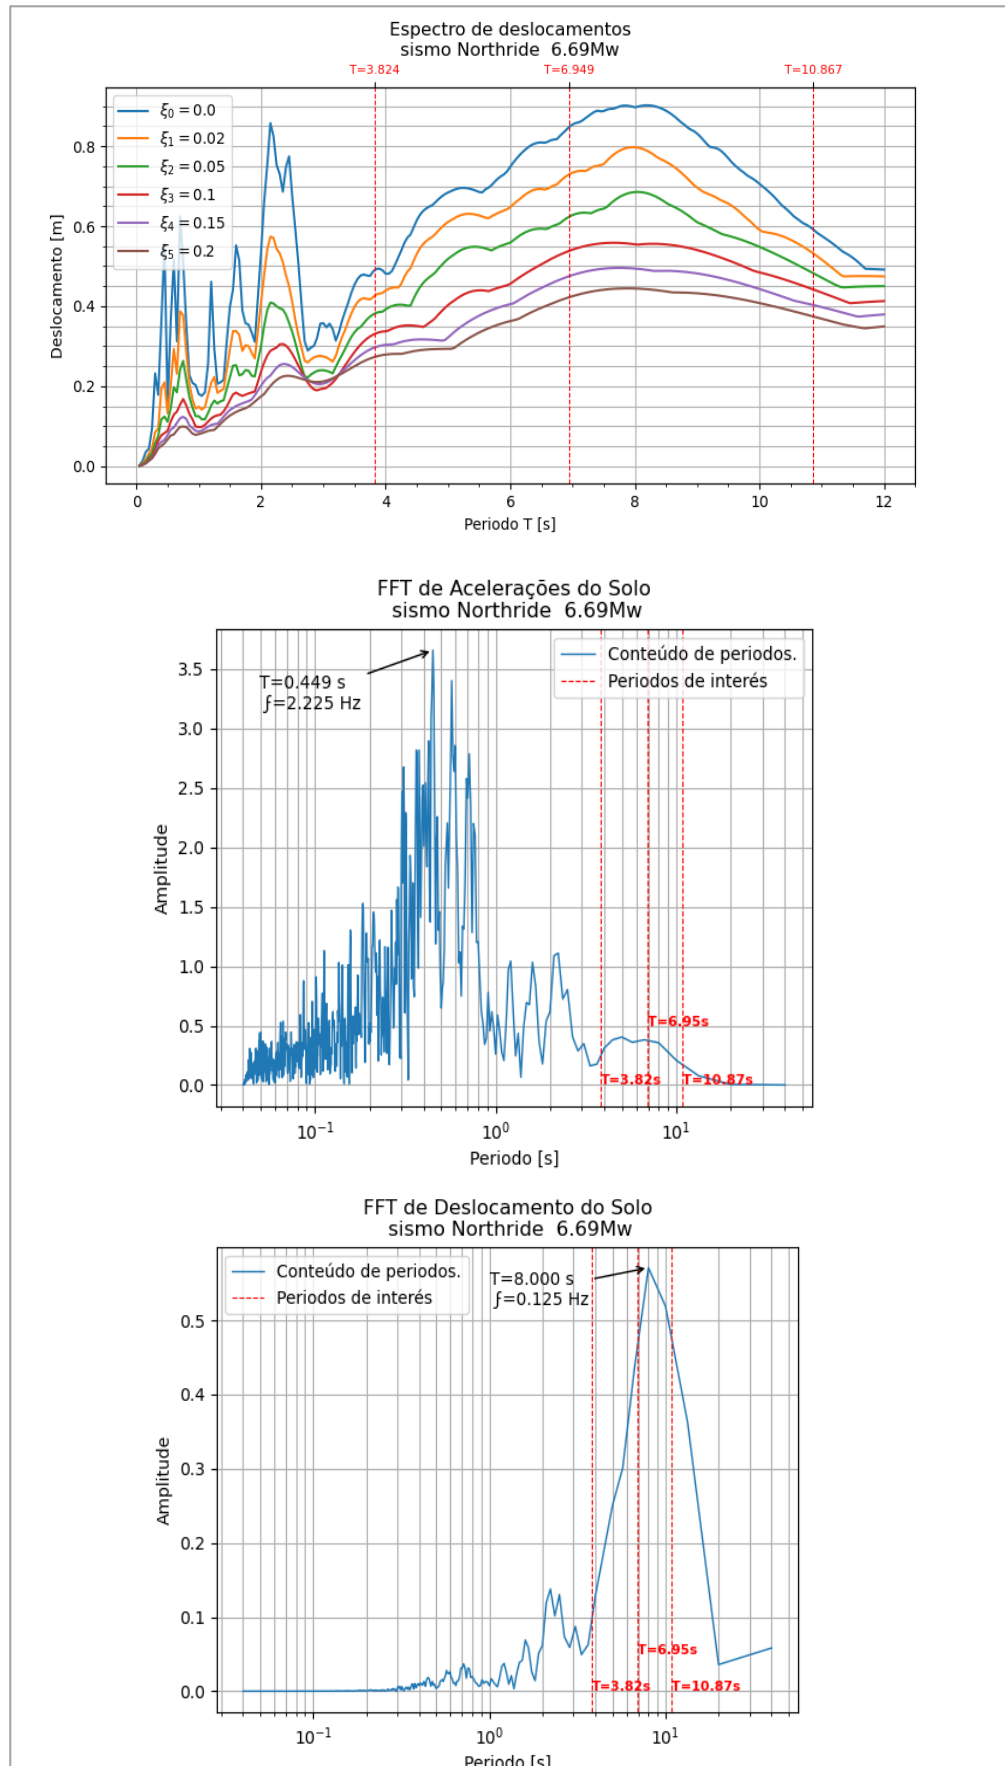 Espectro de deslocamentos
sismo Northride 6.69Mw
T=3.824 T=6.949 T=10.867
ξ0 = 0.0
ξ1 = 0.02
ξ2 = 0.05
ξ3 = 0.1
ξ4 = 0.15
ξ5 = 0.2
Deslocamento [m]
0.8
0.6
0.4
0.2
0.0
0 2 4 6 8 10 12
Periodo T [s]
FFT de Acelerações do Solo
sismo Northride 6.69Mw
Conteúdo de periodos.
Periodos de interés
T=0.449 s
ƒ=2.225 Hz
Amplitude
3.5
3.0
2.5
2.0
1.5
1.0
0.5
0.0
T=6.95s
T=3.82s T=10.87s
10⁻¹ 10⁰ 10¹
Periodo [s]
FFT de Deslocamento do Solo
sismo Northride 6.69Mw
Conteúdo de periodos.
Periodos de interés
T=8.000 s
ƒ=0.125 Hz
Amplitude
0.5
0.4
0.3
0.2
0.1
0.0
T=6.95s
T=3.82s T=10.87s
10⁻¹ 10⁰ 10¹
Periodo [s]